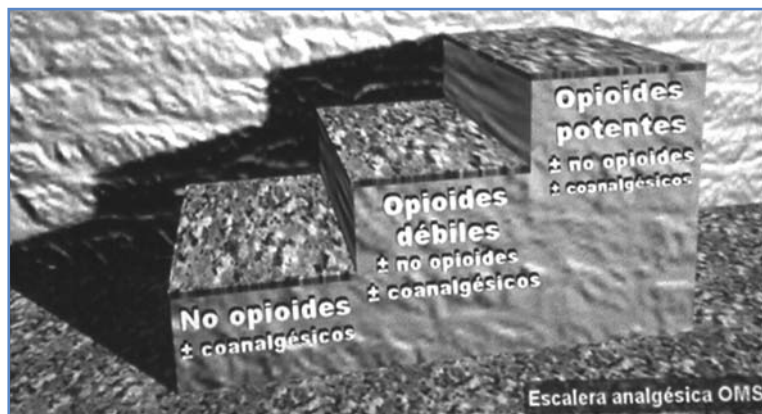 No opioides
± coanalgésicos
Opioides
débiles
± no opioides
± coanalgésicos
Opioides
potentes
± no opioides
± coanalgésicos
Escalera analgésica OMS